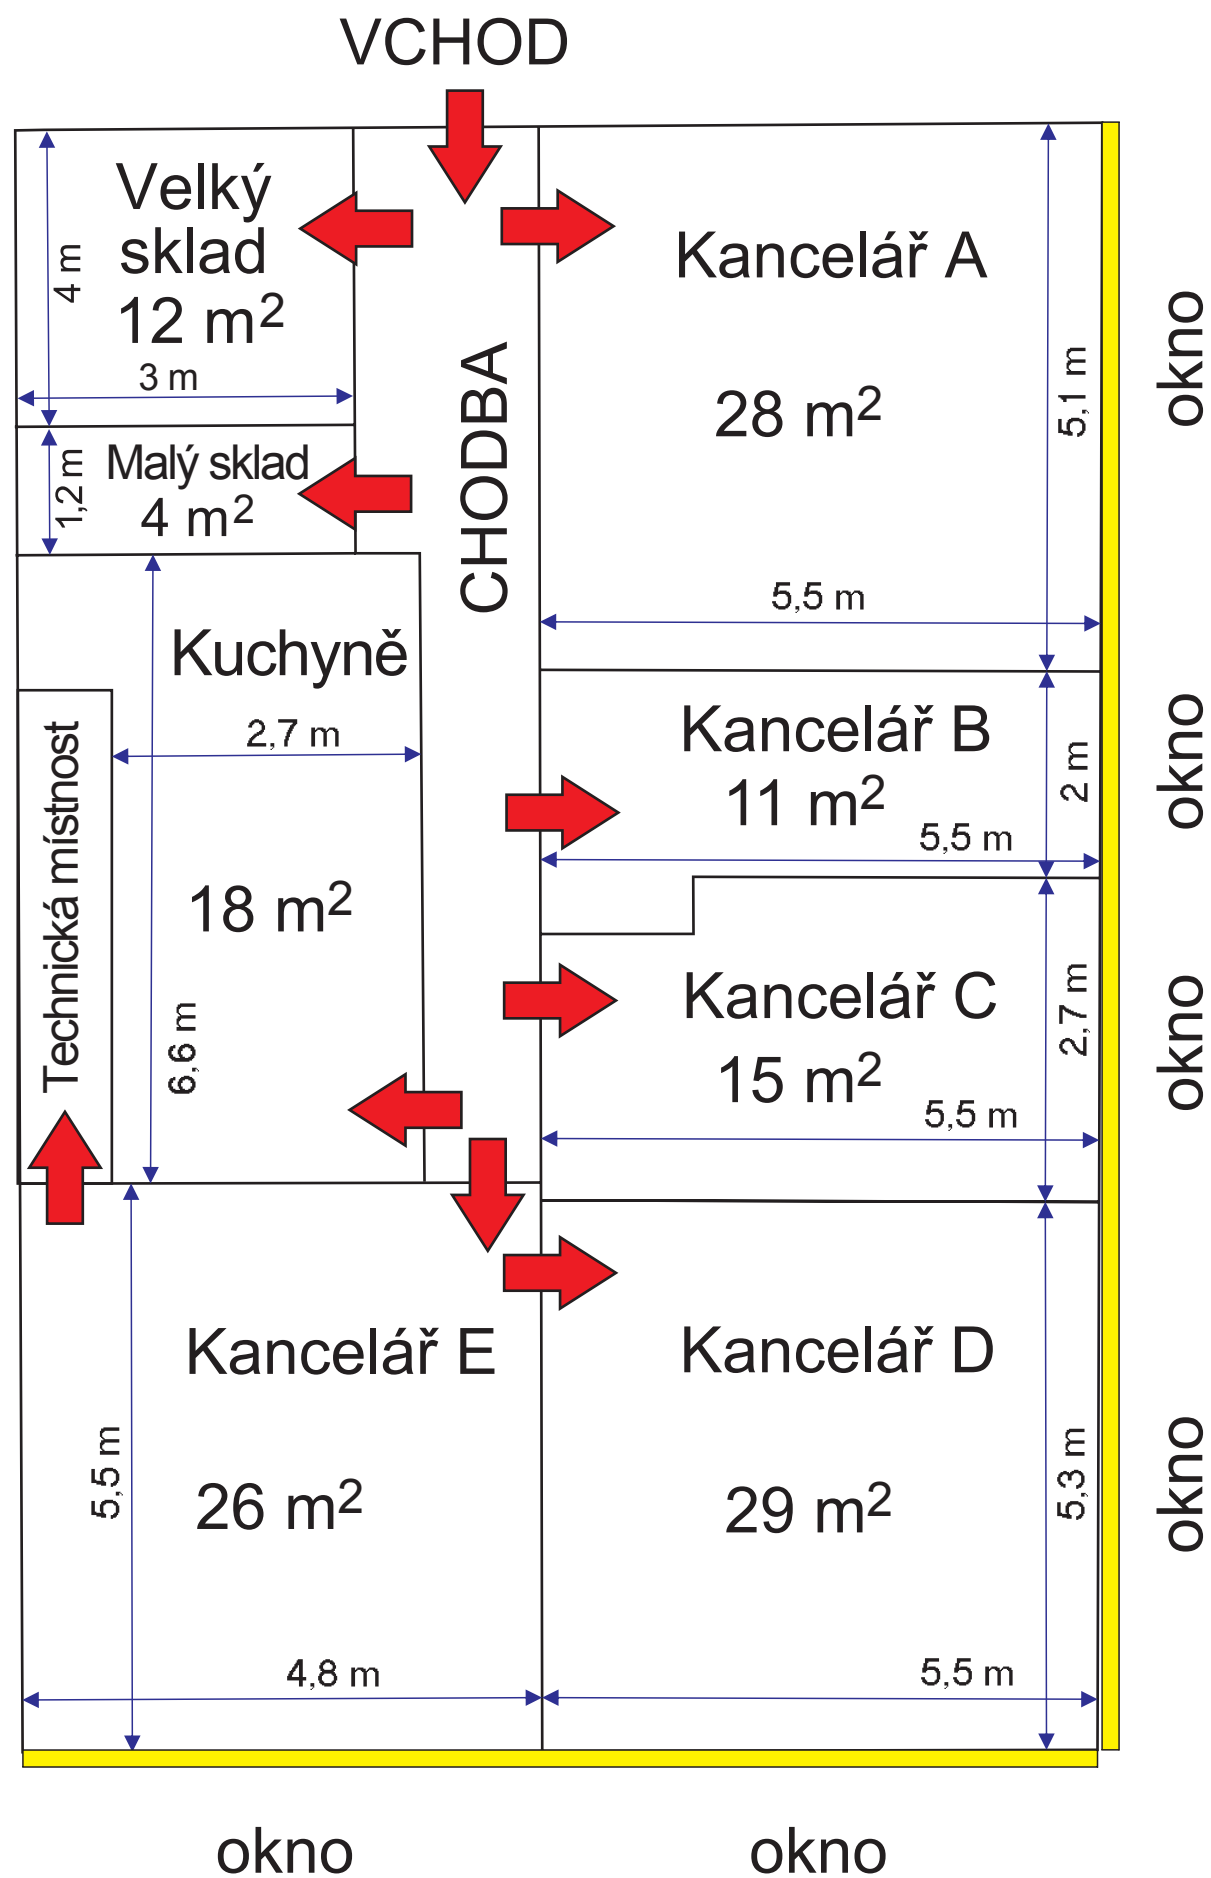 VCHOD
Velký
sklad
12 m²
4 m
3 m
Malý sklad
4 m²
1,2 m
CHODBA
Kancelář A
28 m²
5,1 m
5,5 m
okno
Kuchyně
2,7 m
18 m²
6,6 m
Technická místnost
Kancelář B
11 m²
2 m
5,5 m
okno
Kancelář C
15 m²
2,7 m
5,5 m
okno
Kancelář E
26 m²
5,5 m
4,8 m
Kancelář D
29 m²
5,3 m
5,5 m
okno
okno
okno